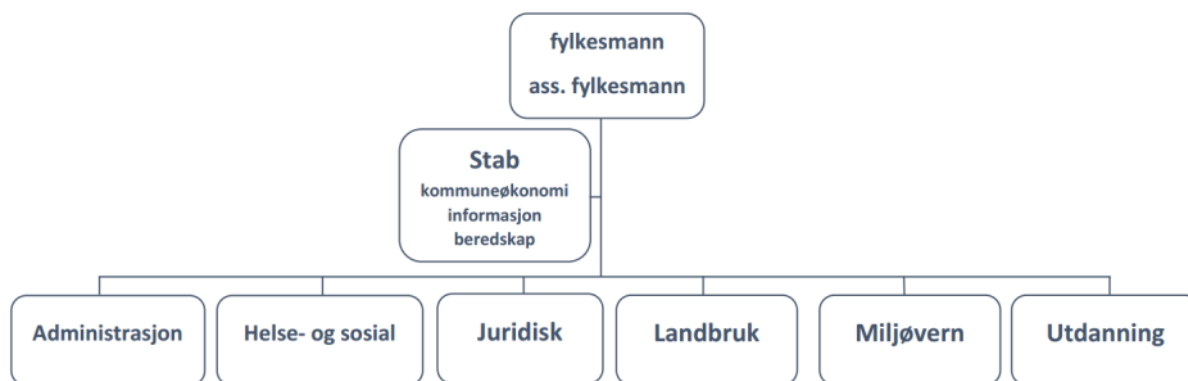 fylkesmann
ass. fylkesmann
Stab
kommuneøkonomi
informasjon
beredskap
Administrasjon
Helse- og sosial
Juridisk
Landbruk
Miljøvern
Utdanning